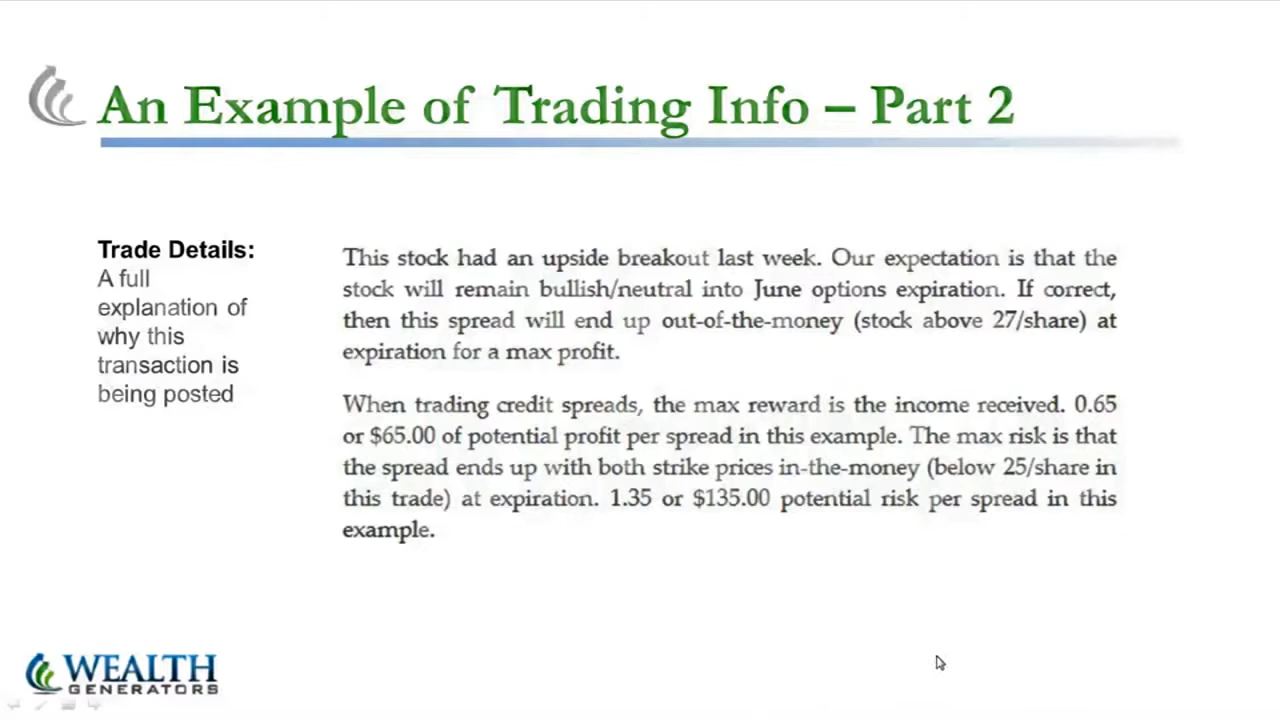 An Example of Trading Info – Part 2
Trade Details:
A full
explanation of
why this
transaction is
being posted
This stock had an upside breakout last week. Our expectation is that the
stock will remain bullish/neutral into June options expiration. If correct,
then this spread will end up out-of-the-money (stock above 27/share) at
expiration for a max profit.
When trading credit spreads, the max reward is the income received. 0.65
or $65.00 of potential profit per spread in this example. The max risk is that
the spread ends up with both strike prices in-the-money (below 25/share in
this trade) at expiration. 1.35 or $135.00 potential risk per spread in this
example.
WEALTH
GENERATORS